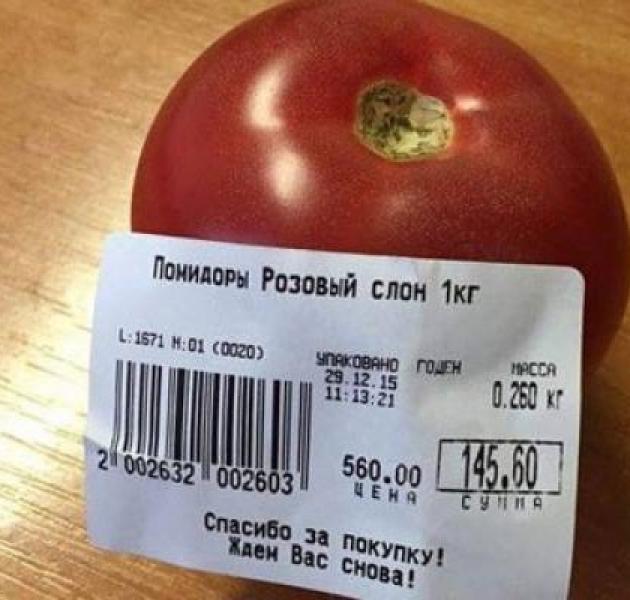 Помидоры Розовый слон 1кг
L:1671 M:01 (0020)
УПАКОВАНО ГОДЕН МАССА
29.12.15
11:13:21
0.260 кг
2 002632 002603
560.00
ЦЕНА
145.60
СУММА
Спасибо за покупку!
Ждем Вас снова!